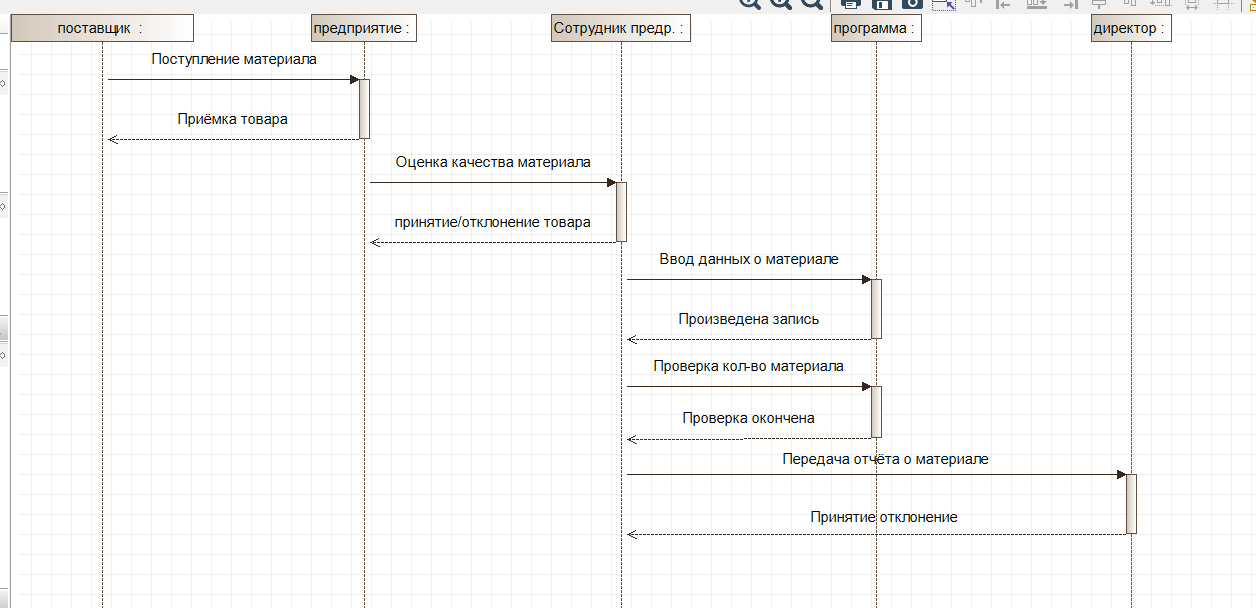 поставщик :
предприятие :
Сотрудник предр. :
программа :
директор :
Поступление материала
Приёмка товара
Оценка качества материала
принятие/отклонение товара
Ввод данных о материале
Произведена запись
Проверка кол-во материала
Проверка окончена
Передача отчёта о материале
Принятие отклонение